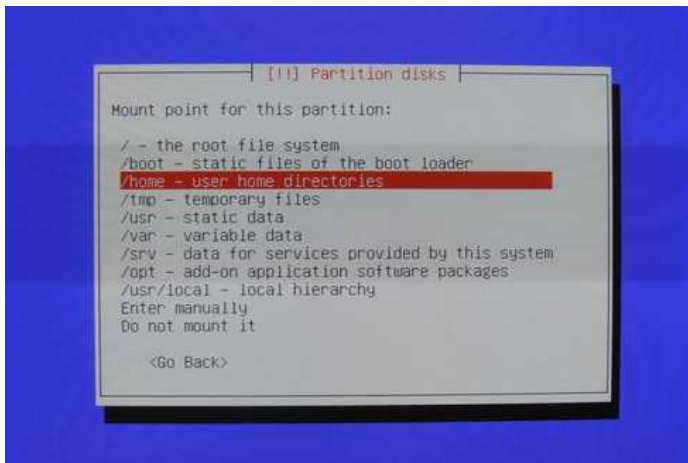 [!!] Partition disks
Mount point for this partition:
/ - the root file system
/boot - static files of the boot loader
/home - user home directories
/tmp - temporary files
/usr - static data
/var - variable data
/srv - data for services provided by this system
/opt - add-on application software packages
/usr/local - local hierarchy
Enter manually
Do not mount it
<Go Back>